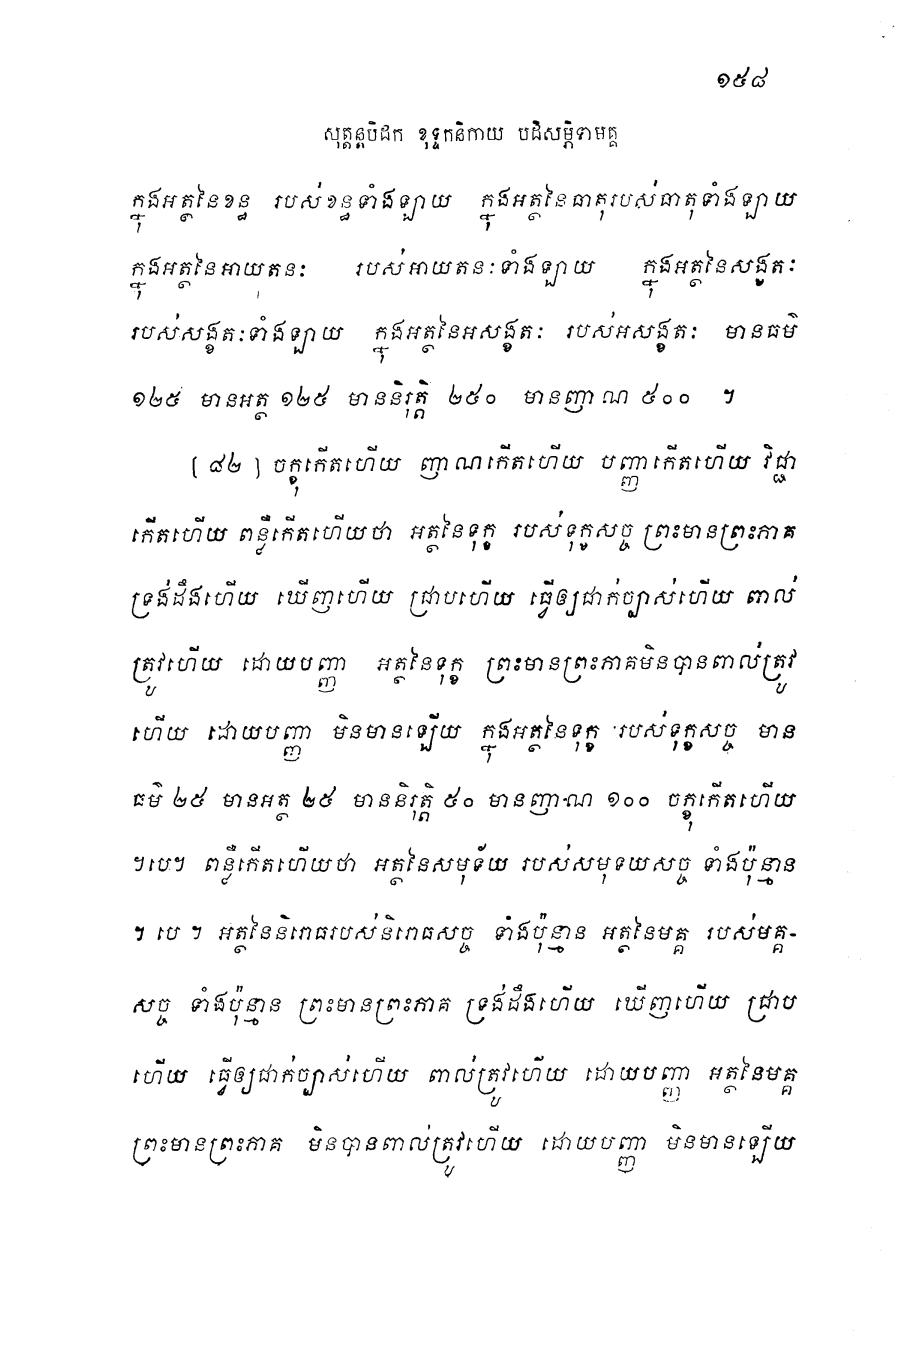 ១៥៨
សុត្តន្តបិដក ខុទ្ទកនិកាយ បដិសម្ភិទាមគ្គ
ក្នុងអត្ថនៃខន្ធ របស់ខន្ធទាំងឡាយ ក្នុងអត្ថនៃធាតុរបស់ធាតុទាំងឡាយ
ក្នុងអត្ថនៃអាយតនៈ របស់អាយតនៈទាំងឡាយ ក្នុងអត្ថនៃសង្ខតៈ
របស់សង្ខតៈទាំងឡាយ ក្នុងអត្ថនៃអសង្ខតៈ របស់អសង្ខតៈ មានធម៌
១២៥ មានអត្ថ ១២៥ មាននិរុត្តិ ២៥០ មានញាណ ៥០០ ។
[ ៨២ ] ចក្ខុកើតហើយ ញាណកើតហើយ បញ្ញាកើតហើយ វិជ្ជា
កើតហើយ ពន្លឺកើតហើយថា អត្ថនៃទុក្ខ របស់ទុក្ខសច្ច ព្រះមានព្រះភាគ
ទ្រង់ដឹងហើយ ឃើញហើយ ជ្រាបហើយ ធ្វើឲ្យជាក់ច្បាស់ហើយ ពាល់
ត្រូវហើយ ដោយបញ្ញា អត្ថនៃទុក្ខ ព្រះមានព្រះភាគមិនបានពាល់ត្រូវ
ហើយ ដោយបញ្ញា មិនមានឡើយ ក្នុងអត្ថនៃទុក្ខ របស់ទុក្ខសច្ច មាន
ធម៌ ២៥ មានអត្ថ ២៥ មាននិរុត្តិ ៥០ មានញាណ ១០០ ចក្ខុកើតហើយ
។បេ។ ពន្លឺកើតហើយថា អត្ថនៃសមុទ័យ របស់សមុទយសច្ច ទាំងប៉ុន្មាន
។ បេ ។ អត្ថនៃនិរោធរបស់និរោធសច្ច ទាំងប៉ុន្មាន អត្ថនៃមគ្គ របស់មគ្គ-
សច្ច ទាំងប៉ុន្មាន ព្រះមានព្រះភាគ ទ្រង់ដឹងហើយ ឃើញហើយ ជ្រាប
ហើយ ធ្វើឲ្យជាក់ច្បាស់ហើយ ពាល់ត្រូវហើយ ដោយបញ្ញា អត្ថនៃមគ្គ
ព្រះមានព្រះភាគ មិនបានពាល់ត្រូវហើយ ដោយបញ្ញា មិនមានឡើយ